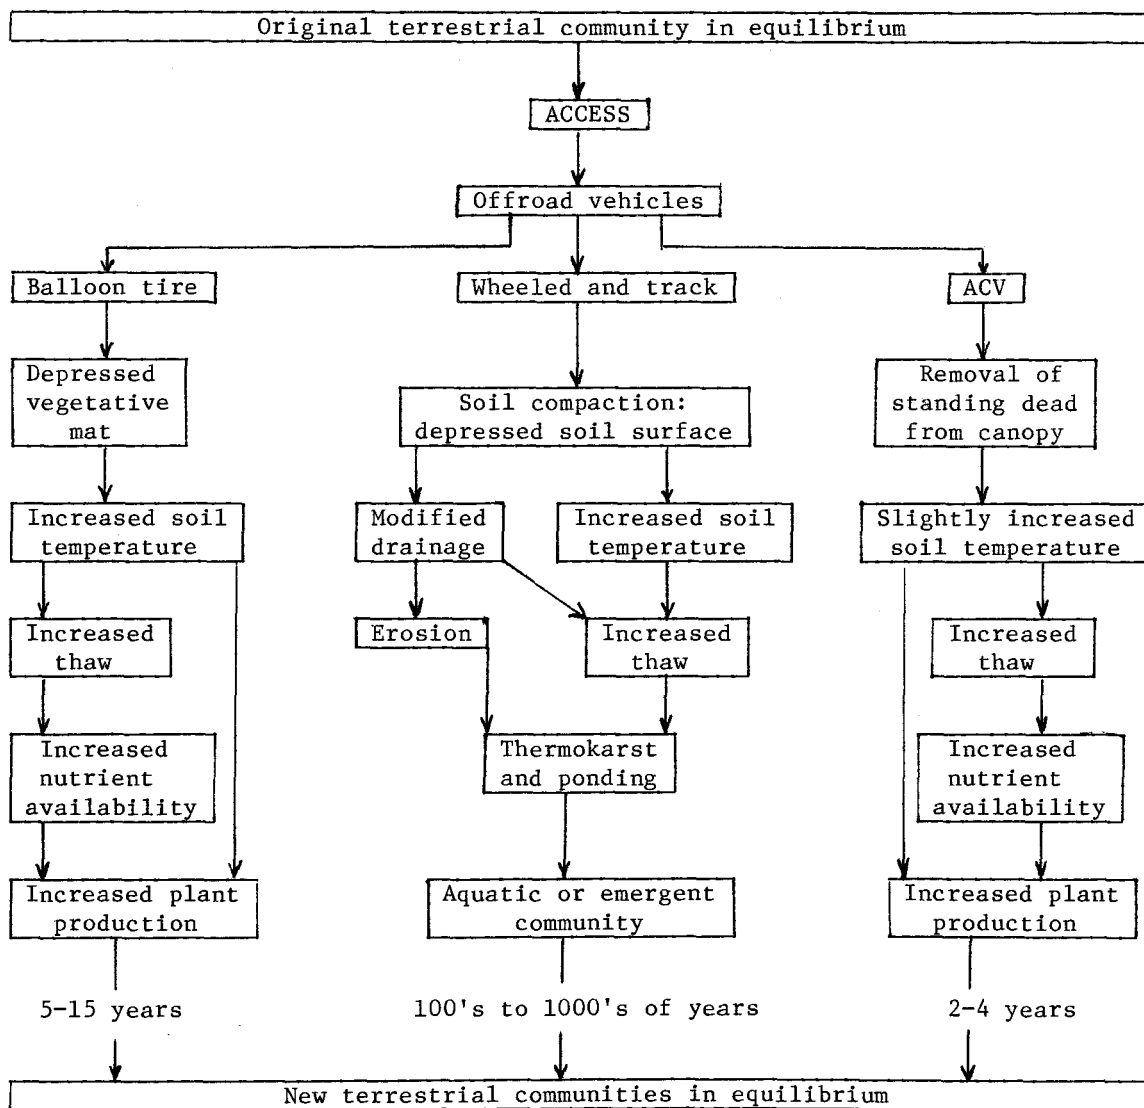 Original terrestrial community in equilibrium
ACCESS
Offroad vehicles
Balloon tire
Wheeled and track
ACV
Depressed
vegetative
mat
Soil compaction:
depressed soil surface
Removal of
standing dead
from canopy
Increased soil
temperature
Modified
drainage
Increased soil
temperature
Slightly increased
soil temperature
Increased
thaw
Erosion
Increased
thaw
Increased
thaw
Increased
nutrient
availability
Thermokarst
and ponding
Increased
nutrient
availability
Increased plant
production
Aquatic or emergent
community
Increased plant
production
5-15 years
100's to 1000's of years
2-4 years
New terrestrial communities in equilibrium